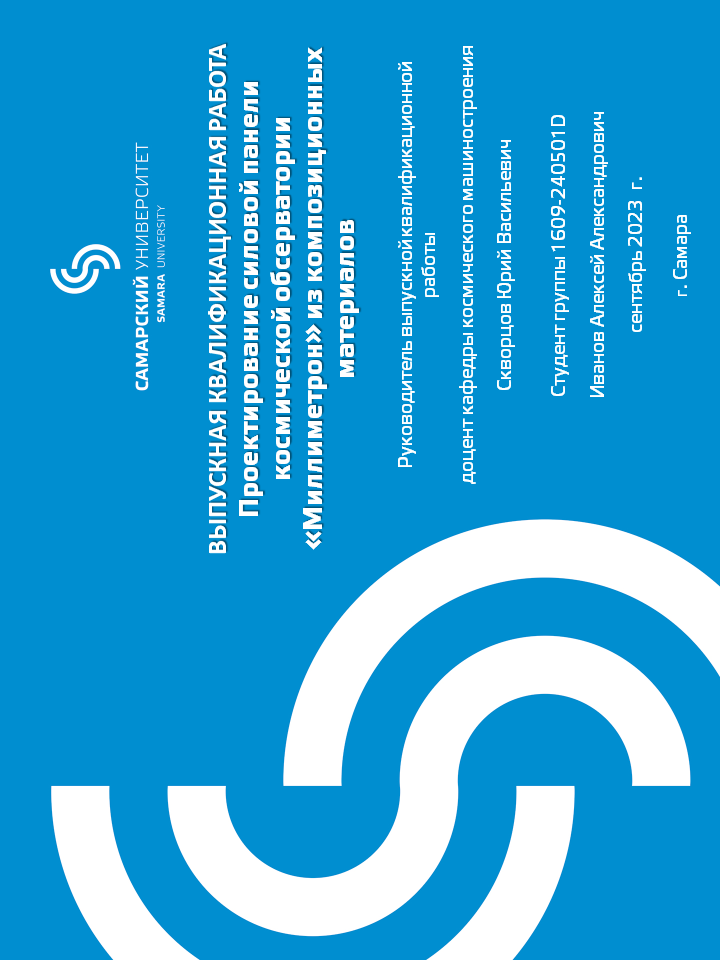 САМАРСКИЙ УНИВЕРСИТЕТ
SAMARA UNIVERSITY
ВЫПУСКНАЯ КВАЛИФИКАЦИОННАЯ РАБОТА
Проектирование силовой панели
космической обсерватории
«Миллиметрон» из композиционных
материалов
Руководитель выпускной квалификационной
работы
доцент кафедры космического машиностроения
Скворцов Юрий Васильевич
Студент группы 1609-240501D
Иванов Алексей Александрович
сентябрь 2023 г.
г. Самара